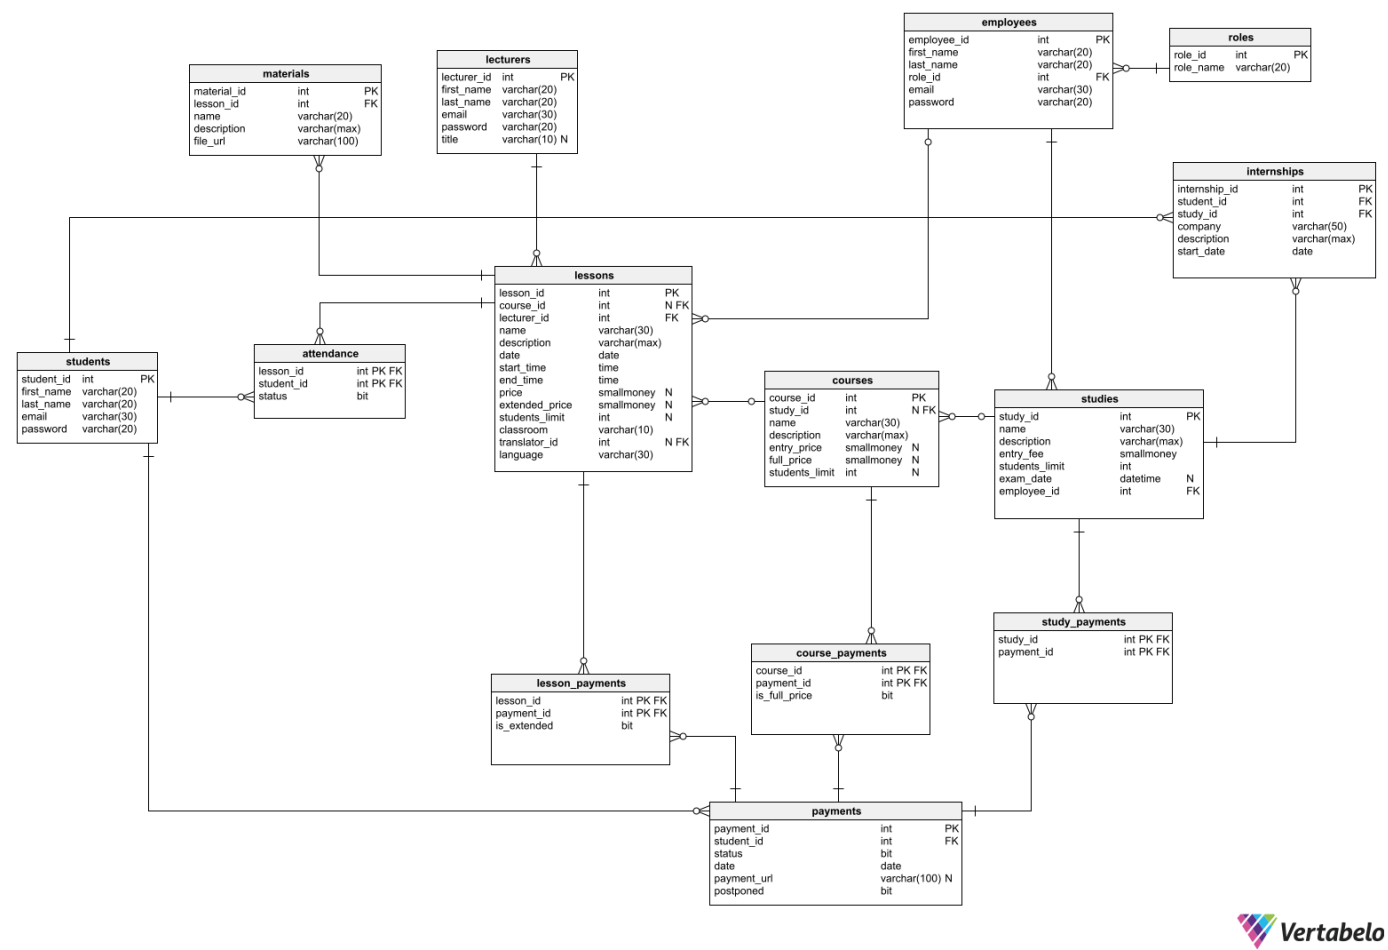 employees
employee_id int PK
first_name varchar(20)
last_name varchar(20)
role_id int FK
email varchar(30)
password varchar(20)
roles
role_id int PK
role_name varchar(20)
lecturers
lecturer_id int PK
first_name varchar(20)
last_name varchar(20)
email varchar(30)
password varchar(20)
title varchar(10) N
materials
material_id int PK
lesson_id int FK
name varchar(20)
description varchar(max)
file_url varchar(100)
internships
internship_id int PK
student_id int FK
study_id int FK
company varchar(50)
description varchar(max)
start_date date
lessons
lesson_id int PK
course_id int N FK
lecturer_id int FK
name varchar(30)
description varchar(max)
date date
start_time time
end_time time
price smallmoney N
extended_price smallmoney N
students_limit int N
classroom varchar(10)
translator_id int N FK
language varchar(30)
students
student_id int PK
first_name varchar(20)
last_name varchar(20)
email varchar(30)
password varchar(20)
attendance
lesson_id int PK FK
student_id int PK FK
status bit
courses
course_id int PK
study_id int N FK
name varchar(30)
description varchar(max)
entry_price smallmoney N
full_price smallmoney N
students_limit int N
studies
study_id int PK
name varchar(30)
description varchar(max)
entry_fee smallmoney
students_limit int
exam_date datetime N
employee_id int FK
study_payments
study_id int PK FK
payment_id int PK FK
course_payments
course_id int PK FK
payment_id int PK FK
is_full_price bit
lesson_payments
lesson_id int PK FK
payment_id int PK FK
is_extended bit
payments
payment_id int PK
student_id int FK
status bit
date date
payment_url varchar(100) N
postponed bit
Vertabelo